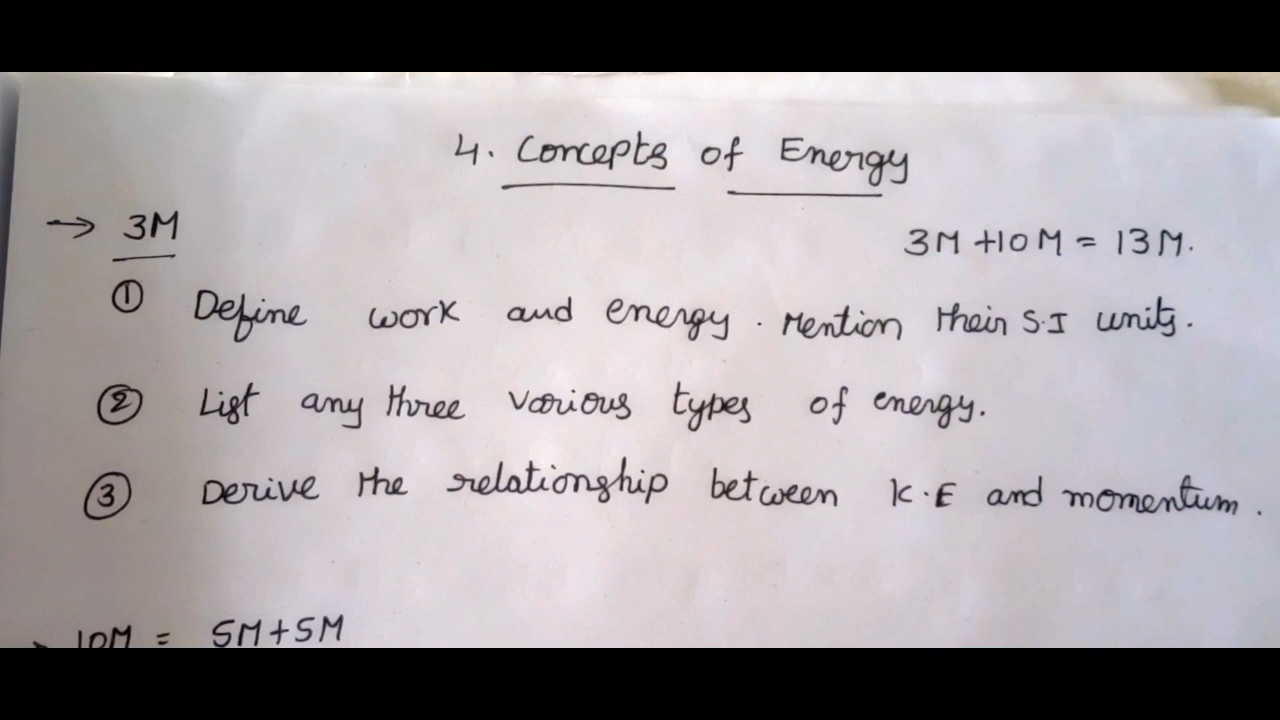 4. Concepts of Energy
→ 3M
3M+10M = 13M.
① Define work and energy. Mention their S.I units.
② List any three various types of energy.
③ Derive the relationship between K.E and momentum.
10M = 5M+5M